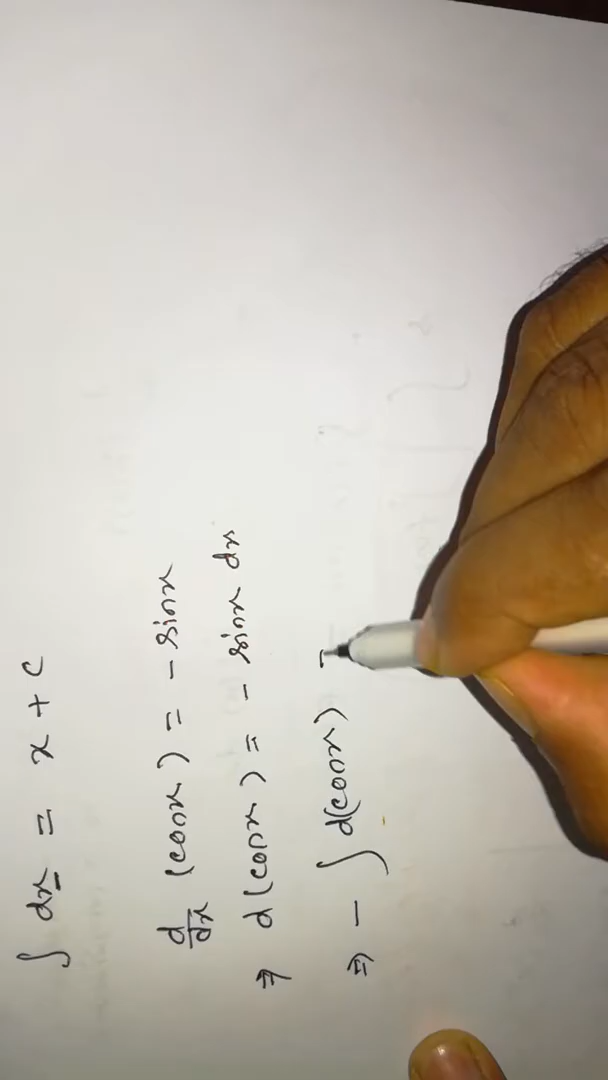 ∫ dx = x + c
d/dx (cosx) = - sinx
⇒ d(cosx) = - sinx dx
⇒ - ∫ d(cosx) =